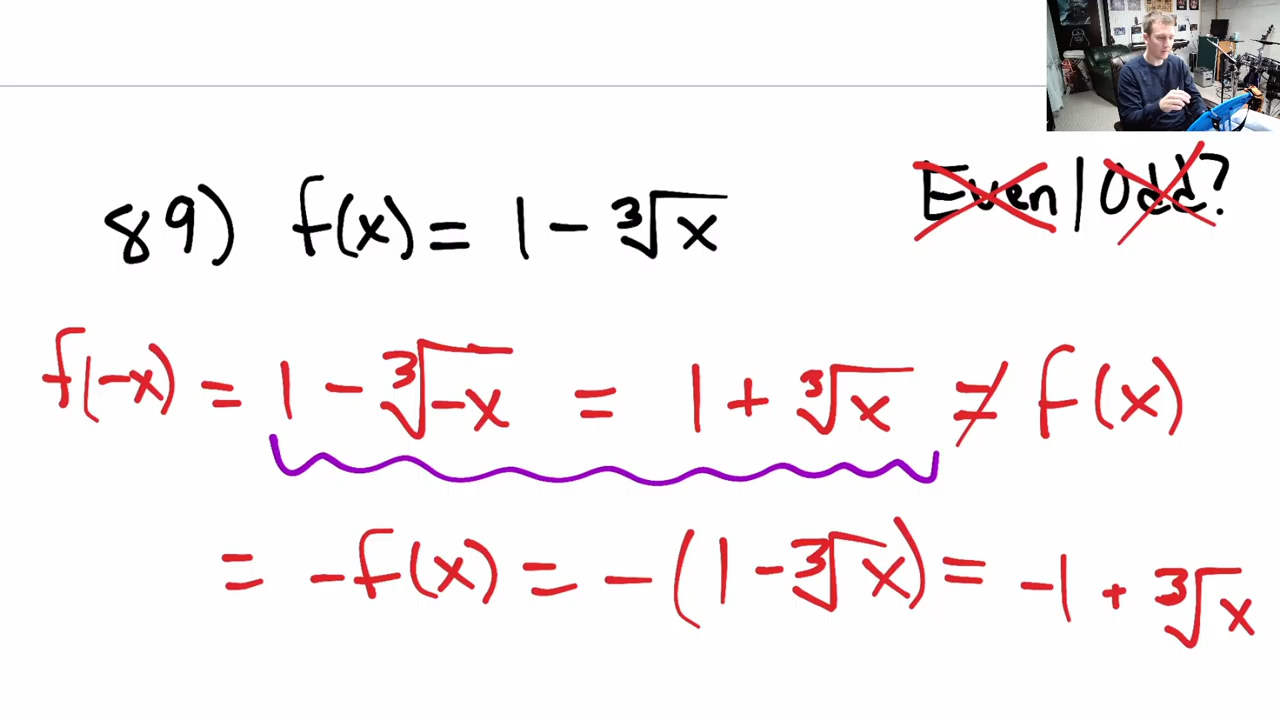 Even | Odd?
89) f(x) = 1 - ∛x
f(-x) = 1 - ∛-x = 1 + ∛x ≠ f(x)
= -f(x) = -(1 - ∛x) = -1 + ∛x